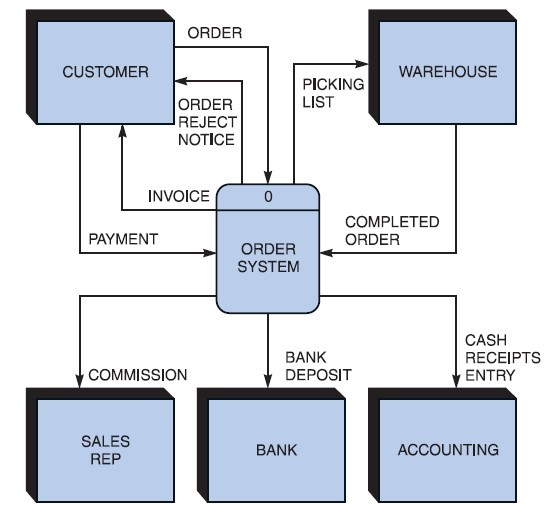 ORDER
CUSTOMER
WAREHOUSE
PICKING
LIST
ORDER
REJECT
NOTICE
INVOICE
0
COMPLETED
ORDER
PAYMENT
ORDER
SYSTEM
CASH
RECEIPTS
ENTRY
BANK
DEPOSIT
COMMISSION
SALES
REP
BANK
ACCOUNTING